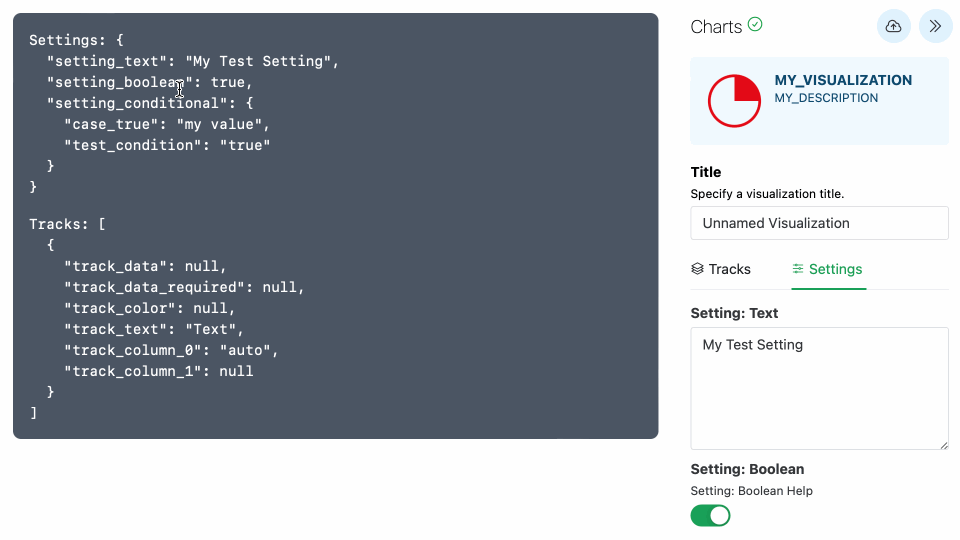 Settings: {
"setting_text": "My Test Setting",
"setting_boolean": true,
"setting_conditional": {
"case_true": "my value",
"test_condition": "true"
}
}
Tracks: [
{
"track_data": null,
"track_data_required": null,
"track_color": null,
"track_text": "Text",
"track_column_0": "auto",
"track_column_1": null
}
]
Charts
MY_VISUALIZATION
MY_DESCRIPTION
Title
Specify a visualization title.
Unnamed Visualization
Tracks Settings
Setting: Text
My Test Setting
Setting: Boolean
Setting: Boolean Help